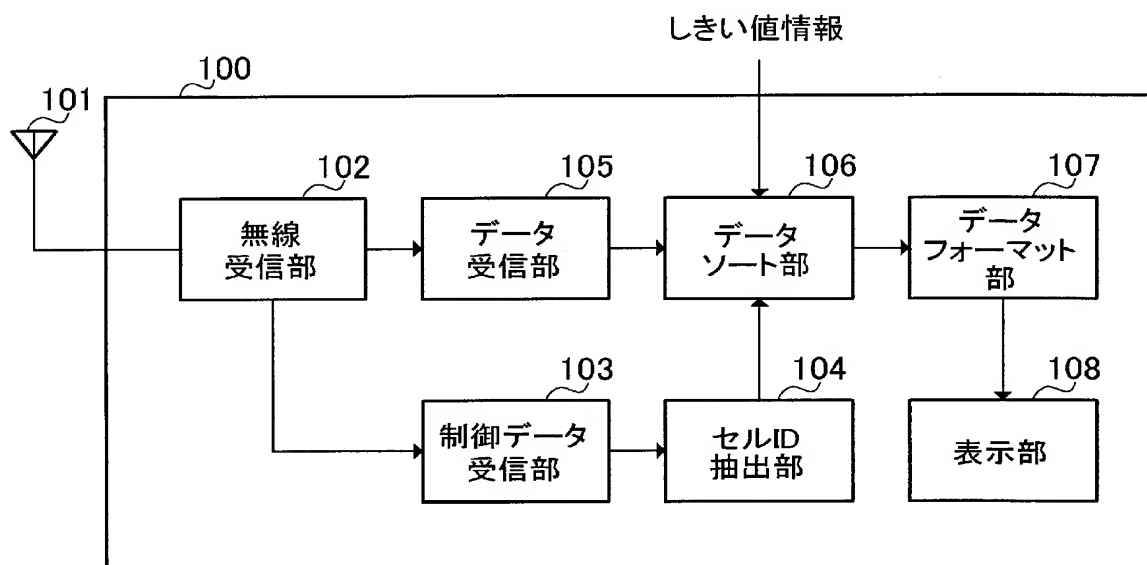 しきい値情報
100
101
102
無線
受信部
105
データ
受信部
106
データ
ソート部
107
データ
フォーマット
部
103
制御データ
受信部
104
セルID
抽出部
108
表示部